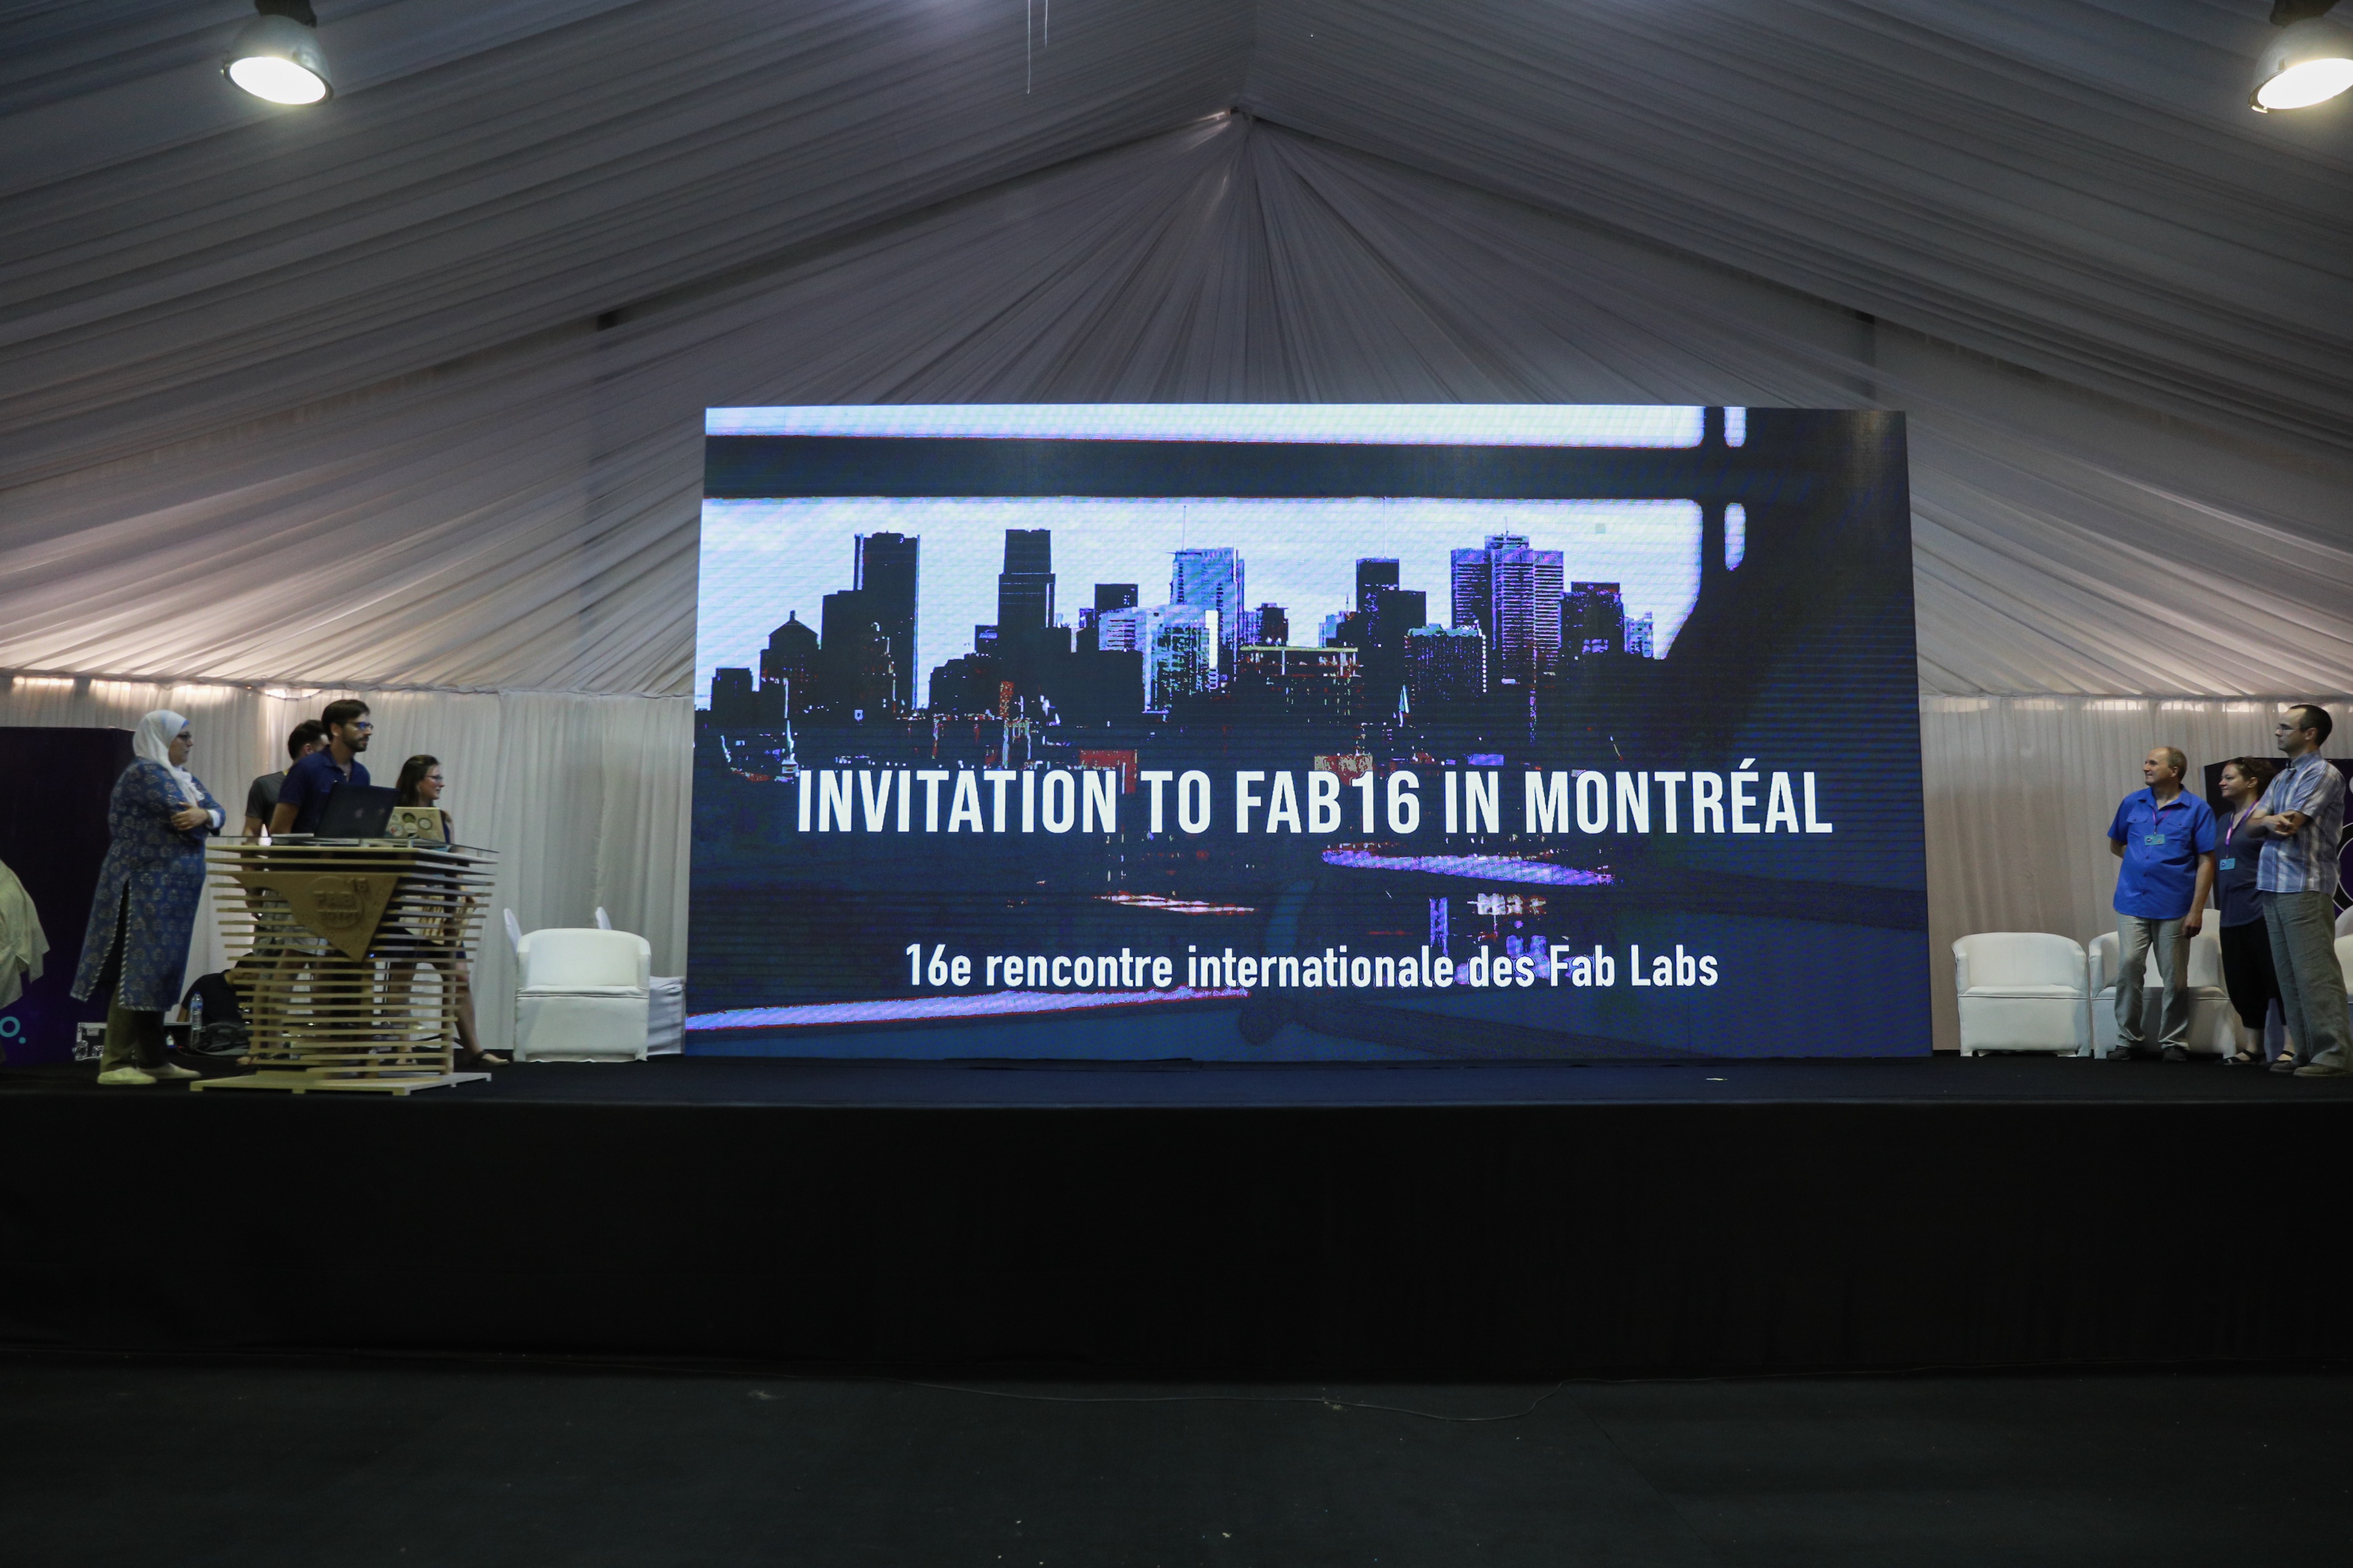 INVITATION TO FAB16 IN MONTRÉAL
16e rencontre internationale des Fab Labs